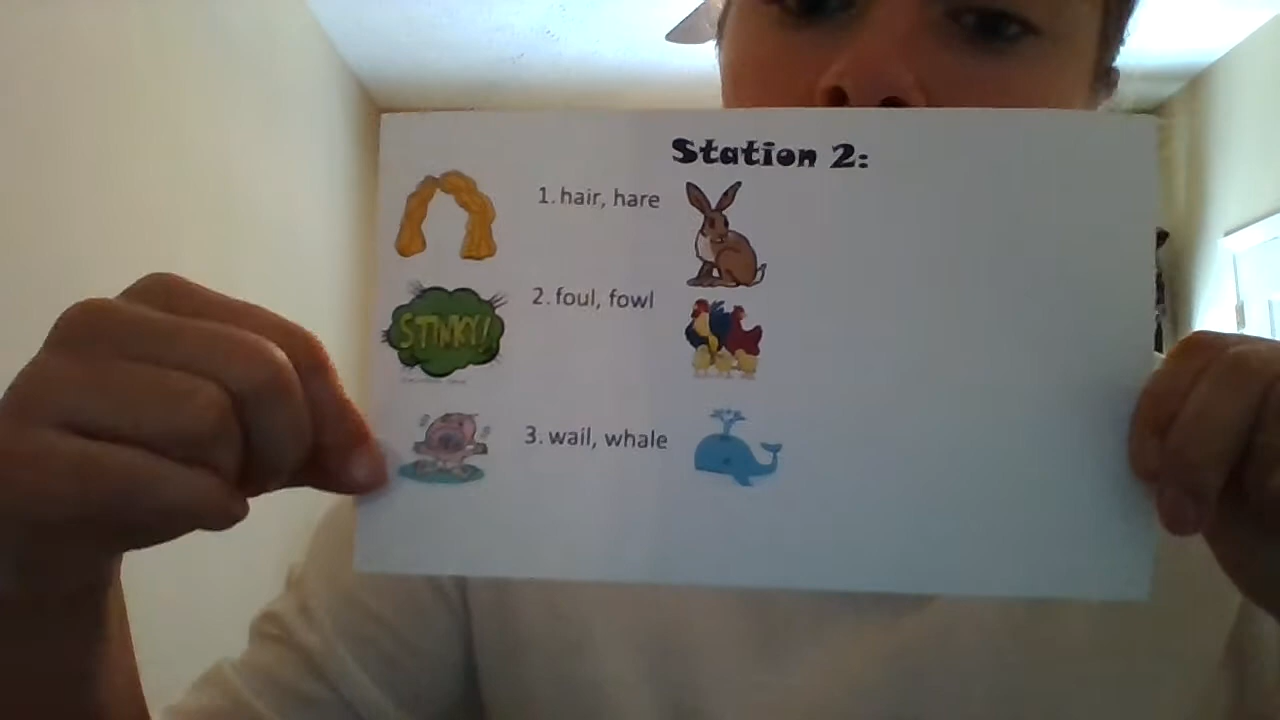 Station 2:
1. hair, hare
STINKY!
2. foul, fowl
3. wail, whale